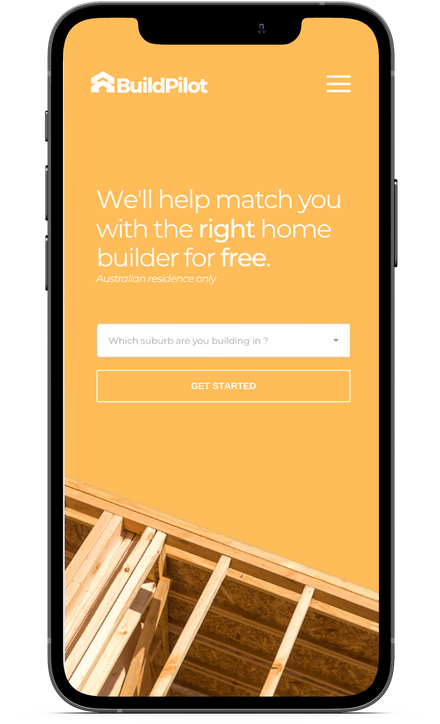 BuildPilot
We'll help match you
with the right home
builder for free.
Australian residence only
Which suburb are you building in ?
GET STARTED